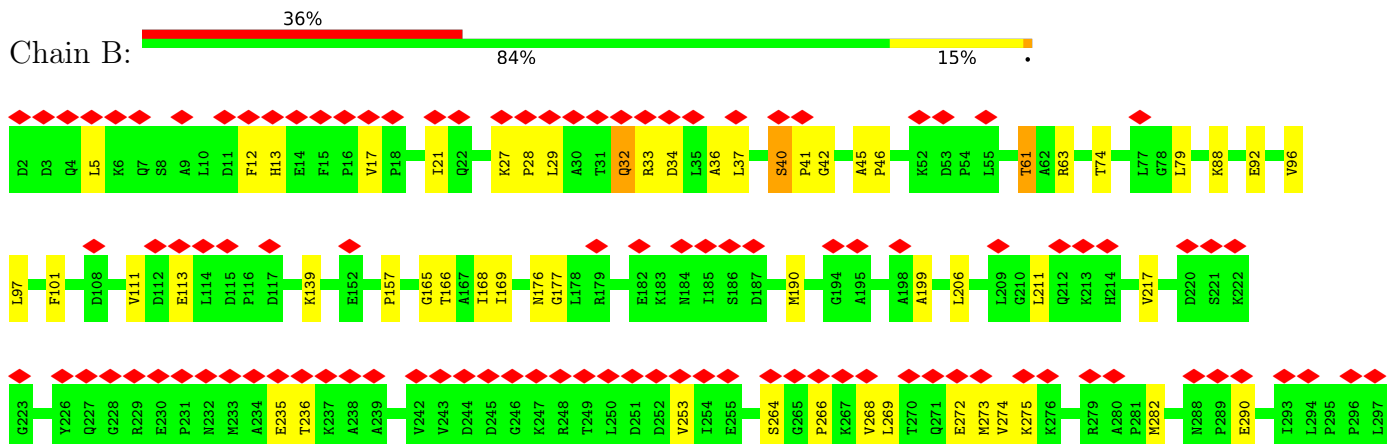 36%
Chain B:
84% 15% •
D2 D3 Q4 L5 K6 Q7 S8 A9 L10 D11 F12 H13 E14 F15 P16 V17 P18 I21 Q22 K27 P28 L29 A30 T31 Q32 R33 D34 L35 A36 L37 S40 P41 G42 A45 P46 K52 D53 P54 L55 T61 A62 R63 T74 L77 G78 L79 K88 E92 V96
L97 F101 D108 V111 D112 E113 L114 D115 P116 D117 K139 E152 P157 G165 T166 A167 I168 I169 N176 G177 L178 R179 E182 K183 N184 I185 S186 D187 M190 G194 A195 A198 A199 L206 L209 G210 L211 Q212 K213 H214 V217 D220 S221 K222
G223 Y226 Q227 G228 R229 E230 P231 N232 M233 A234 E235 T236 K237 A238 A239 V242 V243 D244 D245 G246 K247 R248 T249 L250 D251 D252 V253 I254 E255 S264 G265 P266 K267 V268 L269 T270 Q271 E272 M273 V274 K275 K276 R279 A280 P281 M282 N288 P289 E290 I293 L294 P295 P296 L297